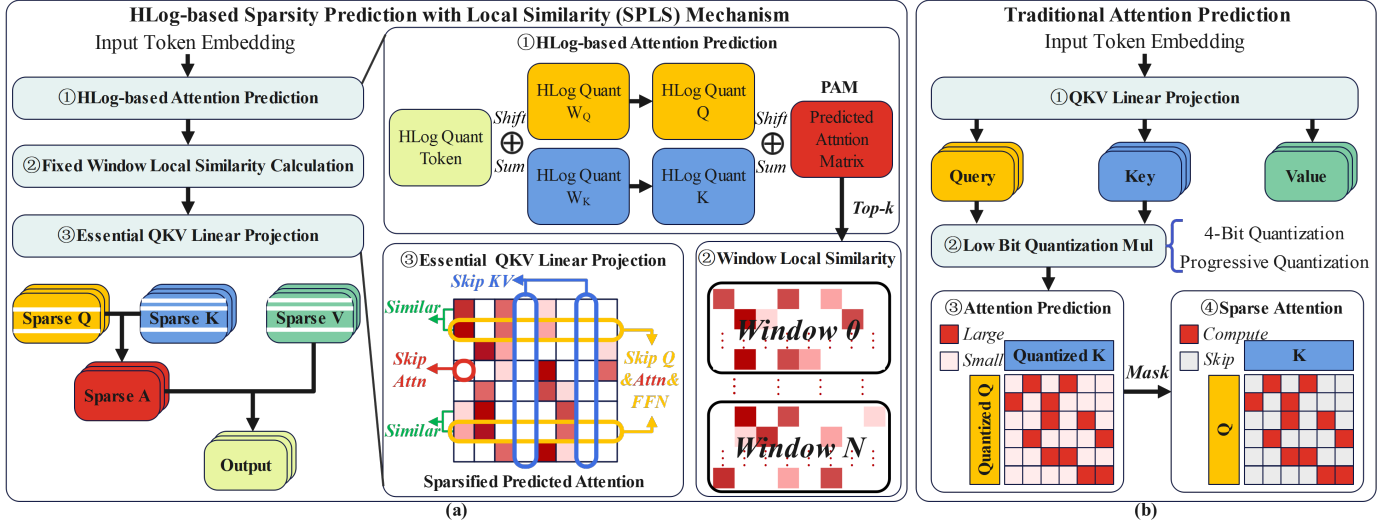 HLog-based Sparsity Prediction with Local Similarity (SPLS) Mechanism
Input Token Embedding
①HLog-based Attention Prediction
②Fixed Window Local Similarity Calculation
③Essential QKV Linear Projection
Sparse Q
Sparse K
Sparse V
Sparse A
Output
①HLog-based Attention Prediction
HLog Quant
Token
Shift
Sum
HLog Quant
W_Q
HLog Quant
Q
HLog Quant
W_K
HLog Quant
K
Shift
Sum
PAM
Predicted
Attntion
Matrix
Top-k
③Essential QKV Linear Projection
Skip KV
Similar
Skip
Attn
Similar
Skip Q
&Attn&
FFN
Sparsified Predicted Attention
②Window Local Similarity
Window 0
Window N
(a)
Traditional Attention Prediction
Input Token Embedding
①QKV Linear Projection
Query
Key
Value
②Low Bit Quantization Mul
4-Bit Quantization
Progressive Quantization
③Attention Prediction
Large
Small
Quantized K
Quantized Q
Mask
④Sparse Attention
Compute
Skip
K
Q
(b)